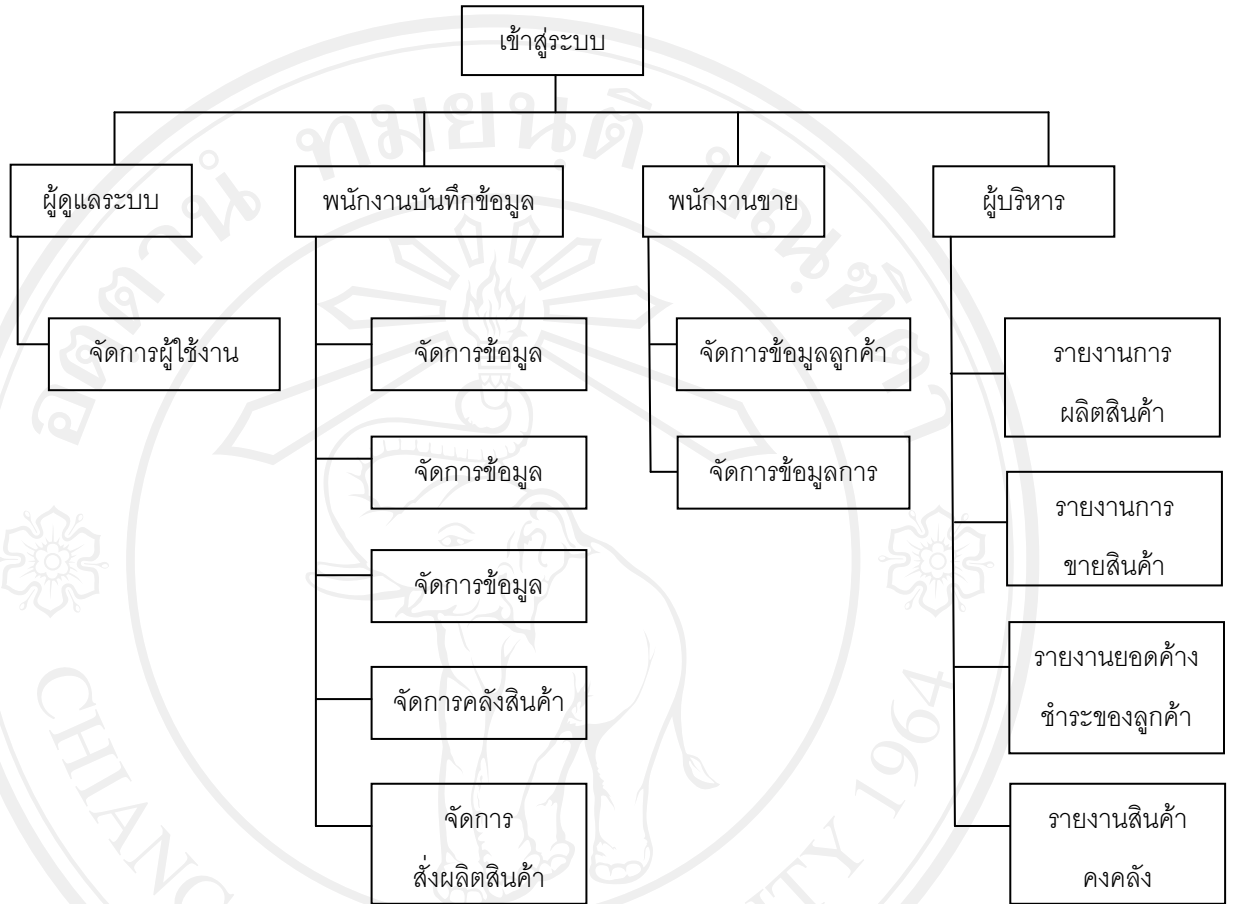 เข้าสู่ระบบ
ผู้ดูแลระบบ
พนักงานบันทึกข้อมูล
พนักงานขาย
ผู้บริหาร
จัดการผู้ใช้งาน
จัดการข้อมูล
จัดการข้อมูล
จัดการข้อมูล
จัดการคลังสินค้า
จัดการ
สั่งผลิตสินค้า
จัดการข้อมูลลูกค้า
จัดการข้อมูลการ
รายงานการ
ผลิตสินค้า
รายงานการ
ขายสินค้า
รายงานยอดค้าง
ชำระของลูกค้า
รายงานสินค้า
คงคลัง
1964